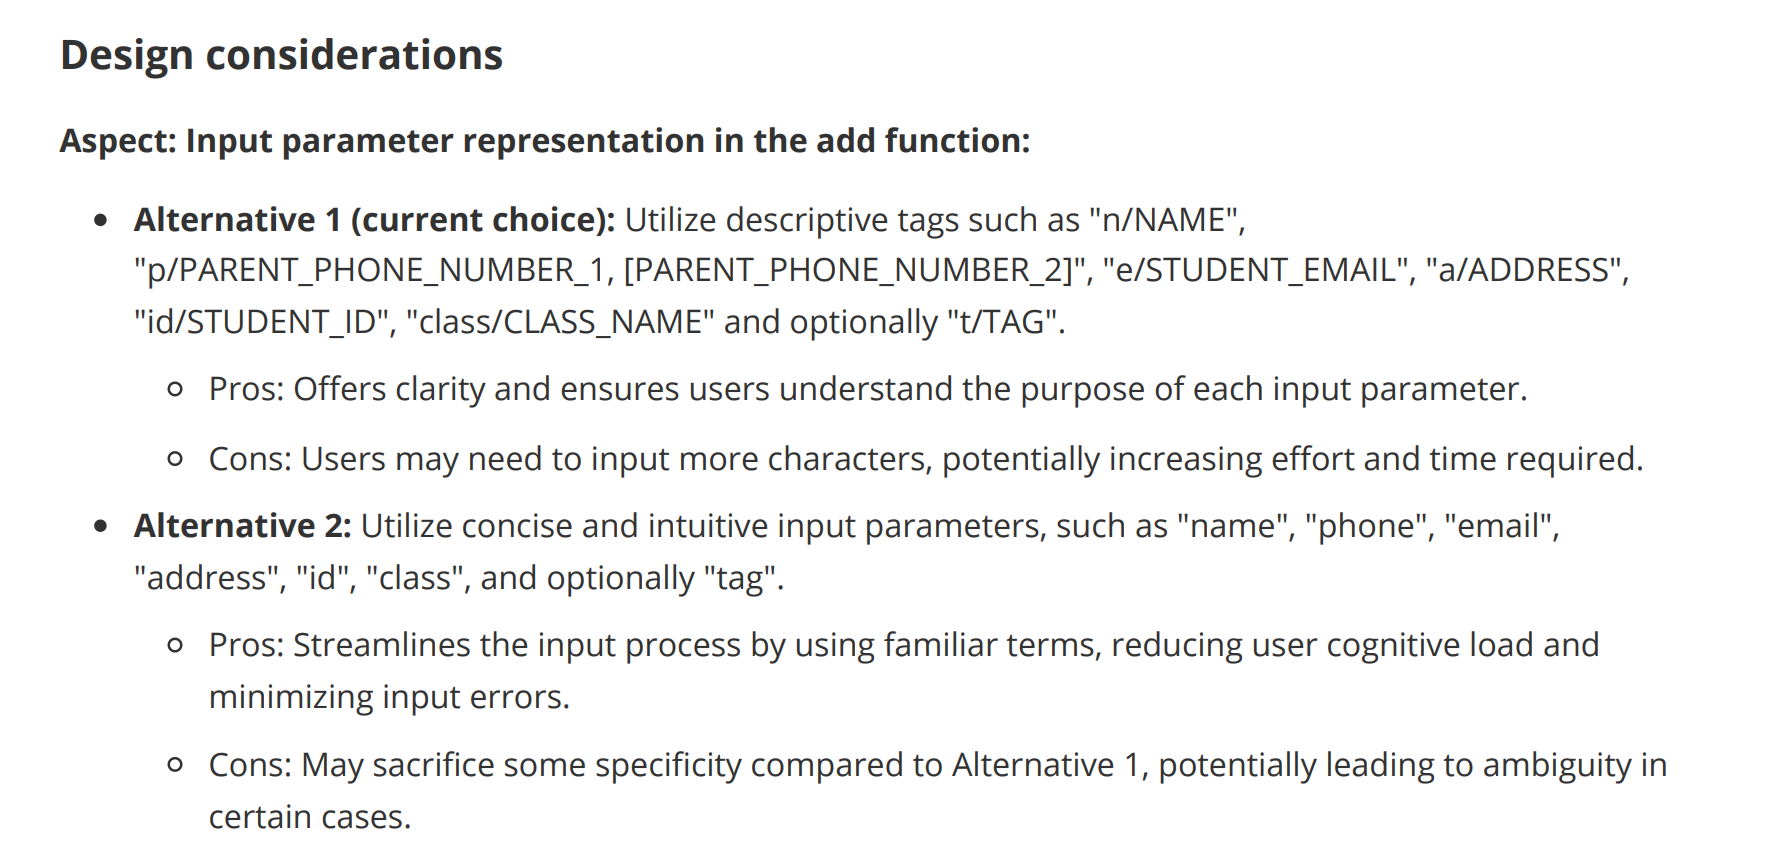 Design considerations
Aspect: Input parameter representation in the add function:
Alternative 1 (current choice): Utilize descriptive tags such as "n/NAME",
"p/PARENT_PHONE_NUMBER_1, [PARENT_PHONE_NUMBER_2]", "e/STUDENT_EMAIL", "a/ADDRESS",
"id/STUDENT_ID", "class/CLASS_NAME" and optionally "t/TAG".
Pros: Offers clarity and ensures users understand the purpose of each input parameter.
Cons: Users may need to input more characters, potentially increasing effort and time required.
Alternative 2: Utilize concise and intuitive input parameters, such as "name", "phone", "email",
"address", "id", "class", and optionally "tag".
Pros: Streamlines the input process by using familiar terms, reducing user cognitive load and
minimizing input errors.
Cons: May sacrifice some specificity compared to Alternative 1, potentially leading to ambiguity in
certain cases.